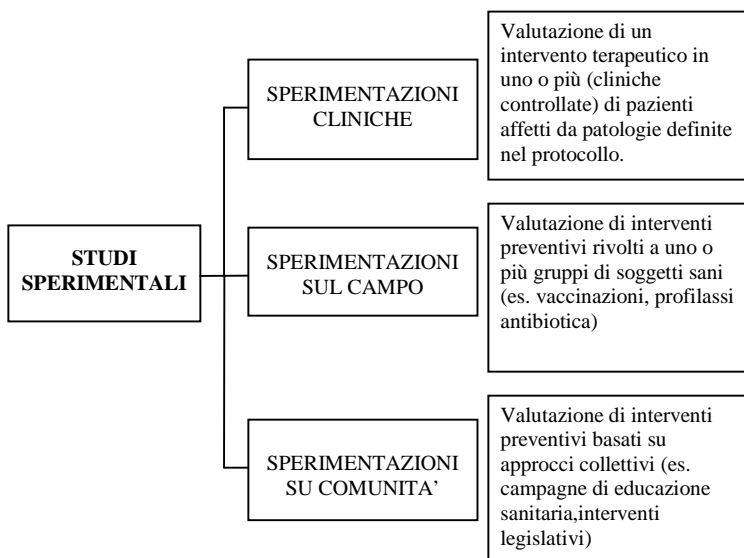 STUDI
SPERIMENTALI
SPERIMENTAZIONI
CLINICHE
Valutazione di un
intervento terapeutico in
uno o più (cliniche
controllate) di pazienti
affetti da patologie definite
nel protocollo.
SPERIMENTAZIONI
SUL CAMPO
Valutazione di interventi
preventivi rivolti a uno o
più gruppi di soggetti sani
(es. vaccinazioni, profilassi
antibiotica)
SPERIMENTAZIONI
SU COMUNITA’
Valutazione di interventi
preventivi basati su
approcci collettivi (es.
campagne di educazione
sanitaria,interventi
legislativi)